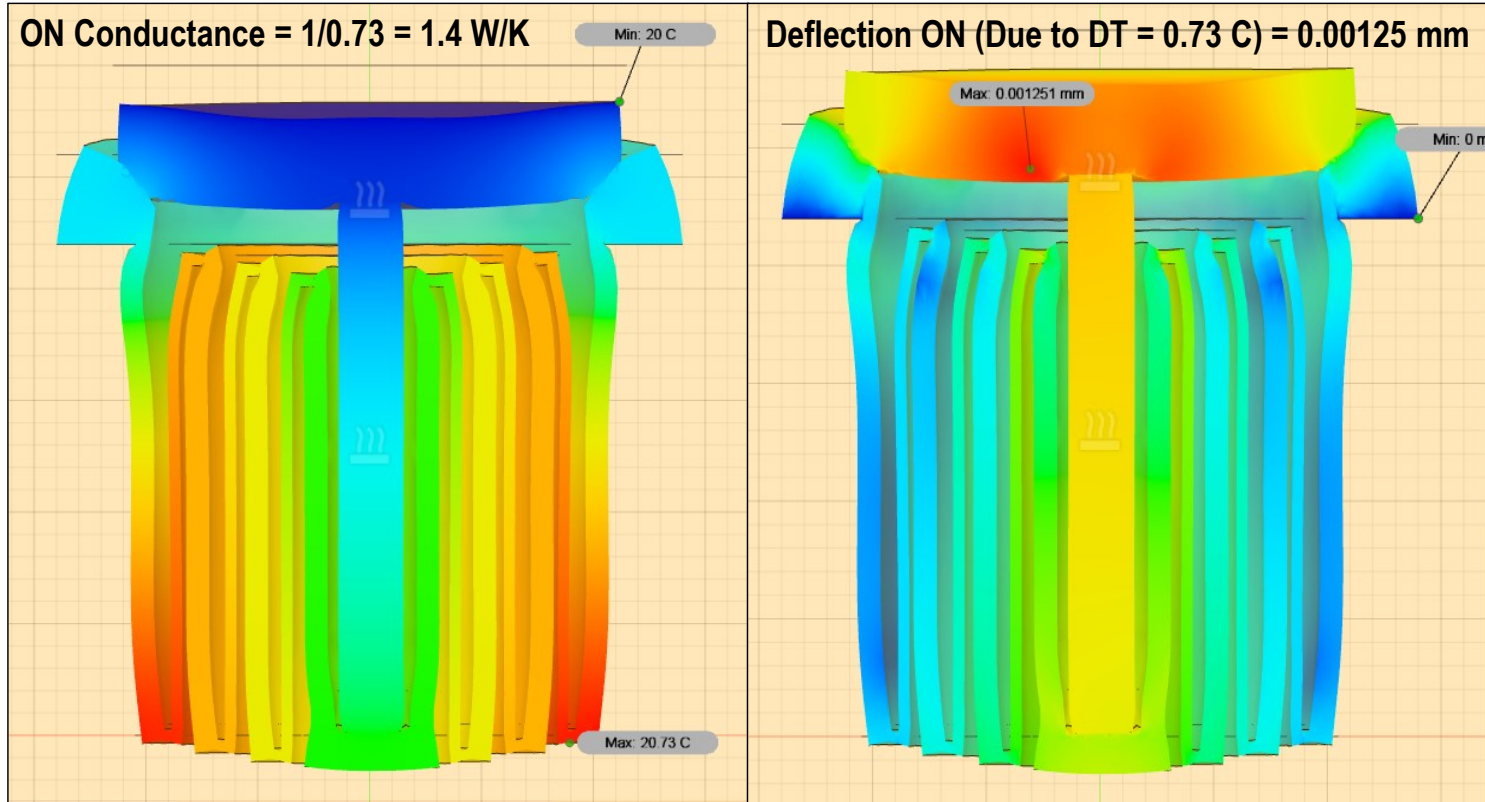 ON Conductance = 1/0.73 = 1.4 W/K
Min: 20 C
Max: 20.73 C
Deflection ON (Due to DT = 0.73 C) = 0.00125 mm
Max: 0.001251 mm
Min: 0 m